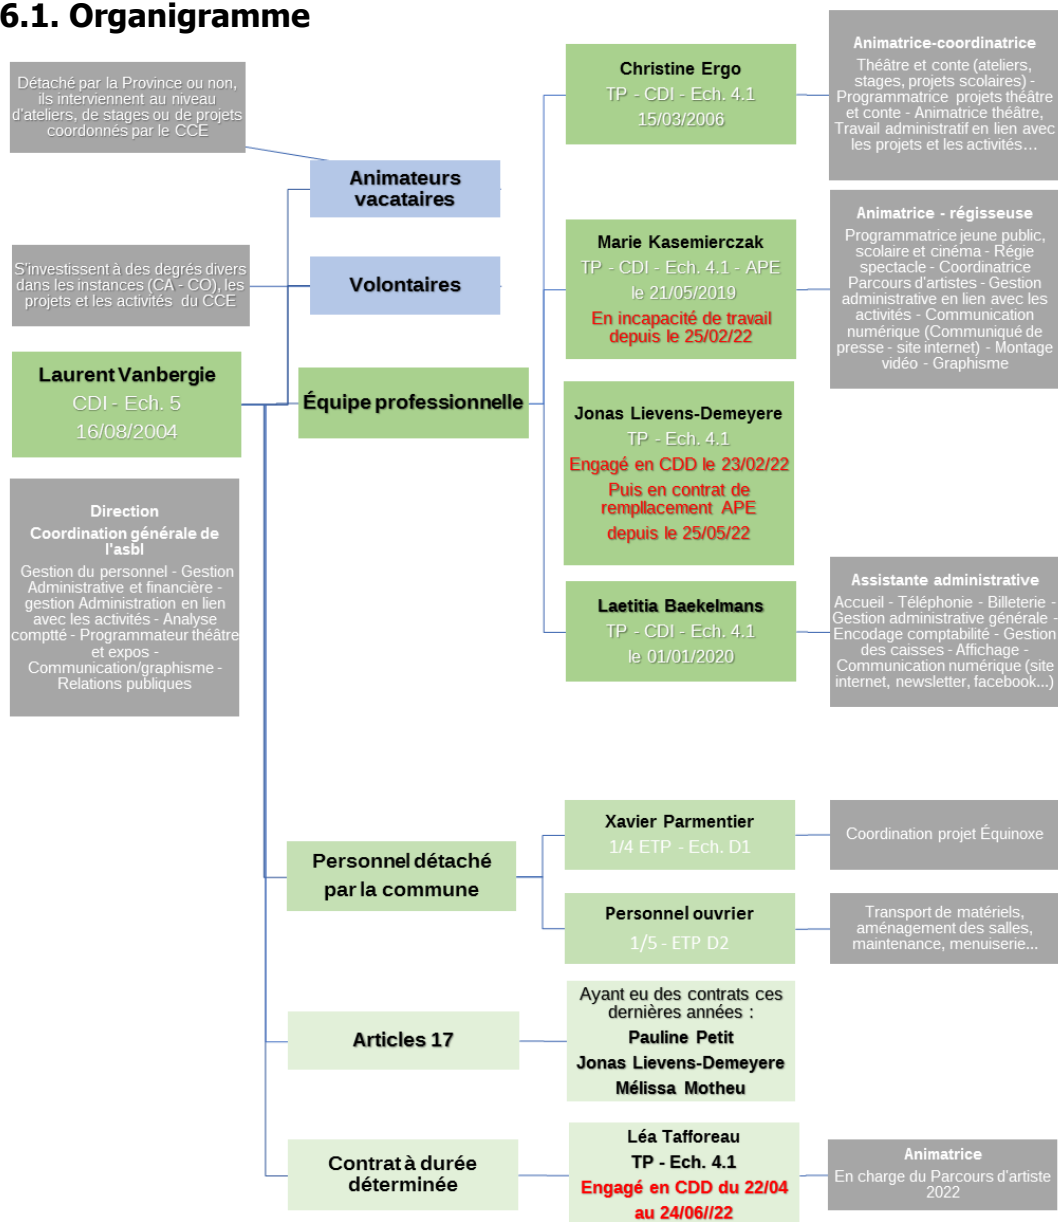 6.1. Organigramme
Détaché par la Province ou non,
ils interviennent au niveau
d'ateliers, de stages ou de projets
coordonnés par le CCE
Animateurs
vacataires
S'investissent à des degrés divers
dans les instances (CA - CO), les
projets et les activités du CCE
Volontaires
Laurent Vanbergie
CDI - Ech. 5
16/08/2004
Direction
Coordination générale de
l'asbl
Gestion du personnel - Gestion
Administrative et financière -
gestion Administration en lien
avec les activités - Analyse
comptté - Programmateur théâtre
et expos -
Communication/graphisme -
Relations publiques
Équipe professionnelle
Christine Ergo
TP - CDI - Ech. 4.1
15/03/2006
Animatrice-coordinatrice
Théâtre et conte (ateliers,
stages, projets scolaires) -
Programmatrice projets théâtre
et conte - Animatrice théâtre,
Travail administratif en lien avec
les projets et les activités...
Marie Kasemierczak
TP - CDI - Ech. 4.1 - APE
le 21/05/2019
En incapacité de travail
depuis le 25/02/22
Animatrice - régisseuse
Programmatrice jeune public,
scolaire et cinéma - Régie
spectacle - Coordinatrice
Parcours d'artistes - Gestion
administrative en lien avec les
activités - Communication
numérique (Communiqué de
presse - site internet) - Montage
vidéo - Graphisme
Jonas Lievens-Demeyere
TP - Ech. 4.1
Engagé en CDD le 23/02/22
Puis en contrat de
rempllacement APE
depuis le 25/05/22
Laetitia Baekelmans
TP - CDI - Ech. 4.1
le 01/01/2020
Assistante administrative
Accueil - Téléphonie - Billeterie -
Gestion administrative générale -
Encodage comptabilité - Gestion
des caisses - Affichage -
Communication numérique (site
internet, newsletter, facebook...)
Personnel détaché
par la commune
Xavier Parmentier
1/4 ETP - Ech. D1
Coordination projet Équinoxe
Personnel ouvrier
1/5 - ETP D2
Transport de matériels,
aménagement des salles,
maintenance, menuiserie...
Articles 17
Ayant eu des contrats ces
dernières années :
Pauline Petit
Jonas Lievens-Demeyere
Mélissa Motheu
Contrat à durée
déterminée
Léa Tafforeau
TP - Ech. 4.1
Engagé en CDD du 22/04
au 24/06//22
Animatrice
En charge du Parcours d'artiste
2022